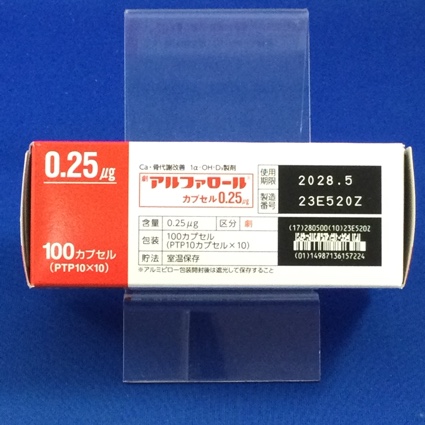 0.25μg
100カプセル
(PTP10×10)
Ca・骨代謝改善 1α-OH-D₃製剤
劇 アルファロール®
カプセル0.25μg
含量 0.25μg 区分 劇
包装 100カプセル
(PTP10カプセル×10)
貯法 室温保存
※アルミピロー包装開封後は遮光して保存すること
使用
期限 2028.5
製造
番号 23E520Z
(17)280500(10)23E520Z
(01)14987136157224